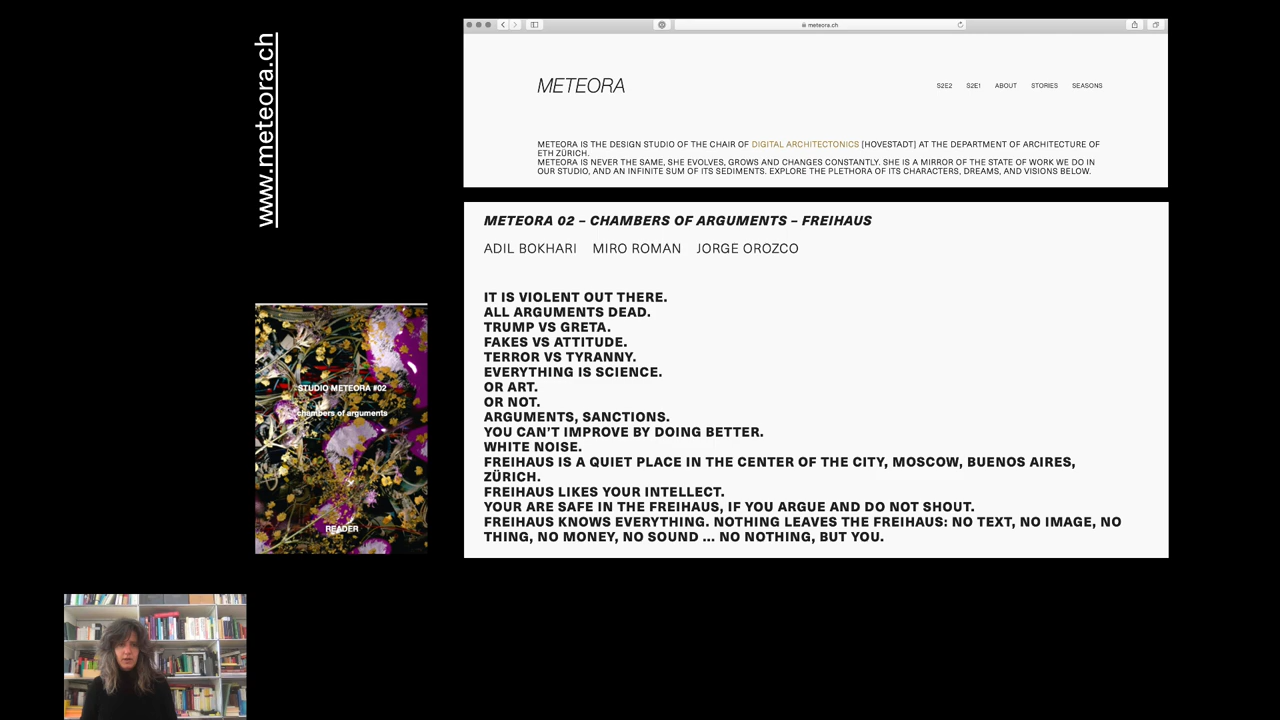 www.meteora.ch
meteora.ch
METEORA
S2E2 S2E1 ABOUT STORIES SEASONS
METEORA IS THE DESIGN STUDIO OF THE CHAIR OF DIGITAL ARCHITECTONICS [HOVESTADT] AT THE DEPARTMENT OF ARCHITECTURE OF
ETH ZÜRICH.
METEORA IS NEVER THE SAME, SHE EVOLVES, GROWS AND CHANGES CONSTANTLY. SHE IS A MIRROR OF THE STATE OF WORK WE DO IN
OUR STUDIO, AND AN INFINITE SUM OF ITS SEDIMENTS. EXPLORE THE PLETHORA OF ITS CHARACTERS, DREAMS, AND VISIONS BELOW.
METEORA 02 – CHAMBERS OF ARGUMENTS – FREIHAUS
ADIL BOKHARI MIRO ROMAN JORGE OROZCO
IT IS VIOLENT OUT THERE.
ALL ARGUMENTS DEAD.
TRUMP VS GRETA.
FAKES VS ATTITUDE.
TERROR VS TYRANNY.
EVERYTHING IS SCIENCE.
OR ART.
OR NOT.
ARGUMENTS, SANCTIONS.
YOU CAN'T IMPROVE BY DOING BETTER.
WHITE NOISE.
FREIHAUS IS A QUIET PLACE IN THE CENTER OF THE CITY, MOSCOW, BUENOS AIRES,
ZÜRICH.
FREIHAUS LIKES YOUR INTELLECT.
YOUR ARE SAFE IN THE FREIHAUS, IF YOU ARGUE AND DO NOT SHOUT.
FREIHAUS KNOWS EVERYTHING. NOTHING LEAVES THE FREIHAUS: NO TEXT, NO IMAGE, NO
THING, NO MONEY, NO SOUND ... NO NOTHING, BUT YOU.
STUDIO METEORA #02
chambers of arguments
READER